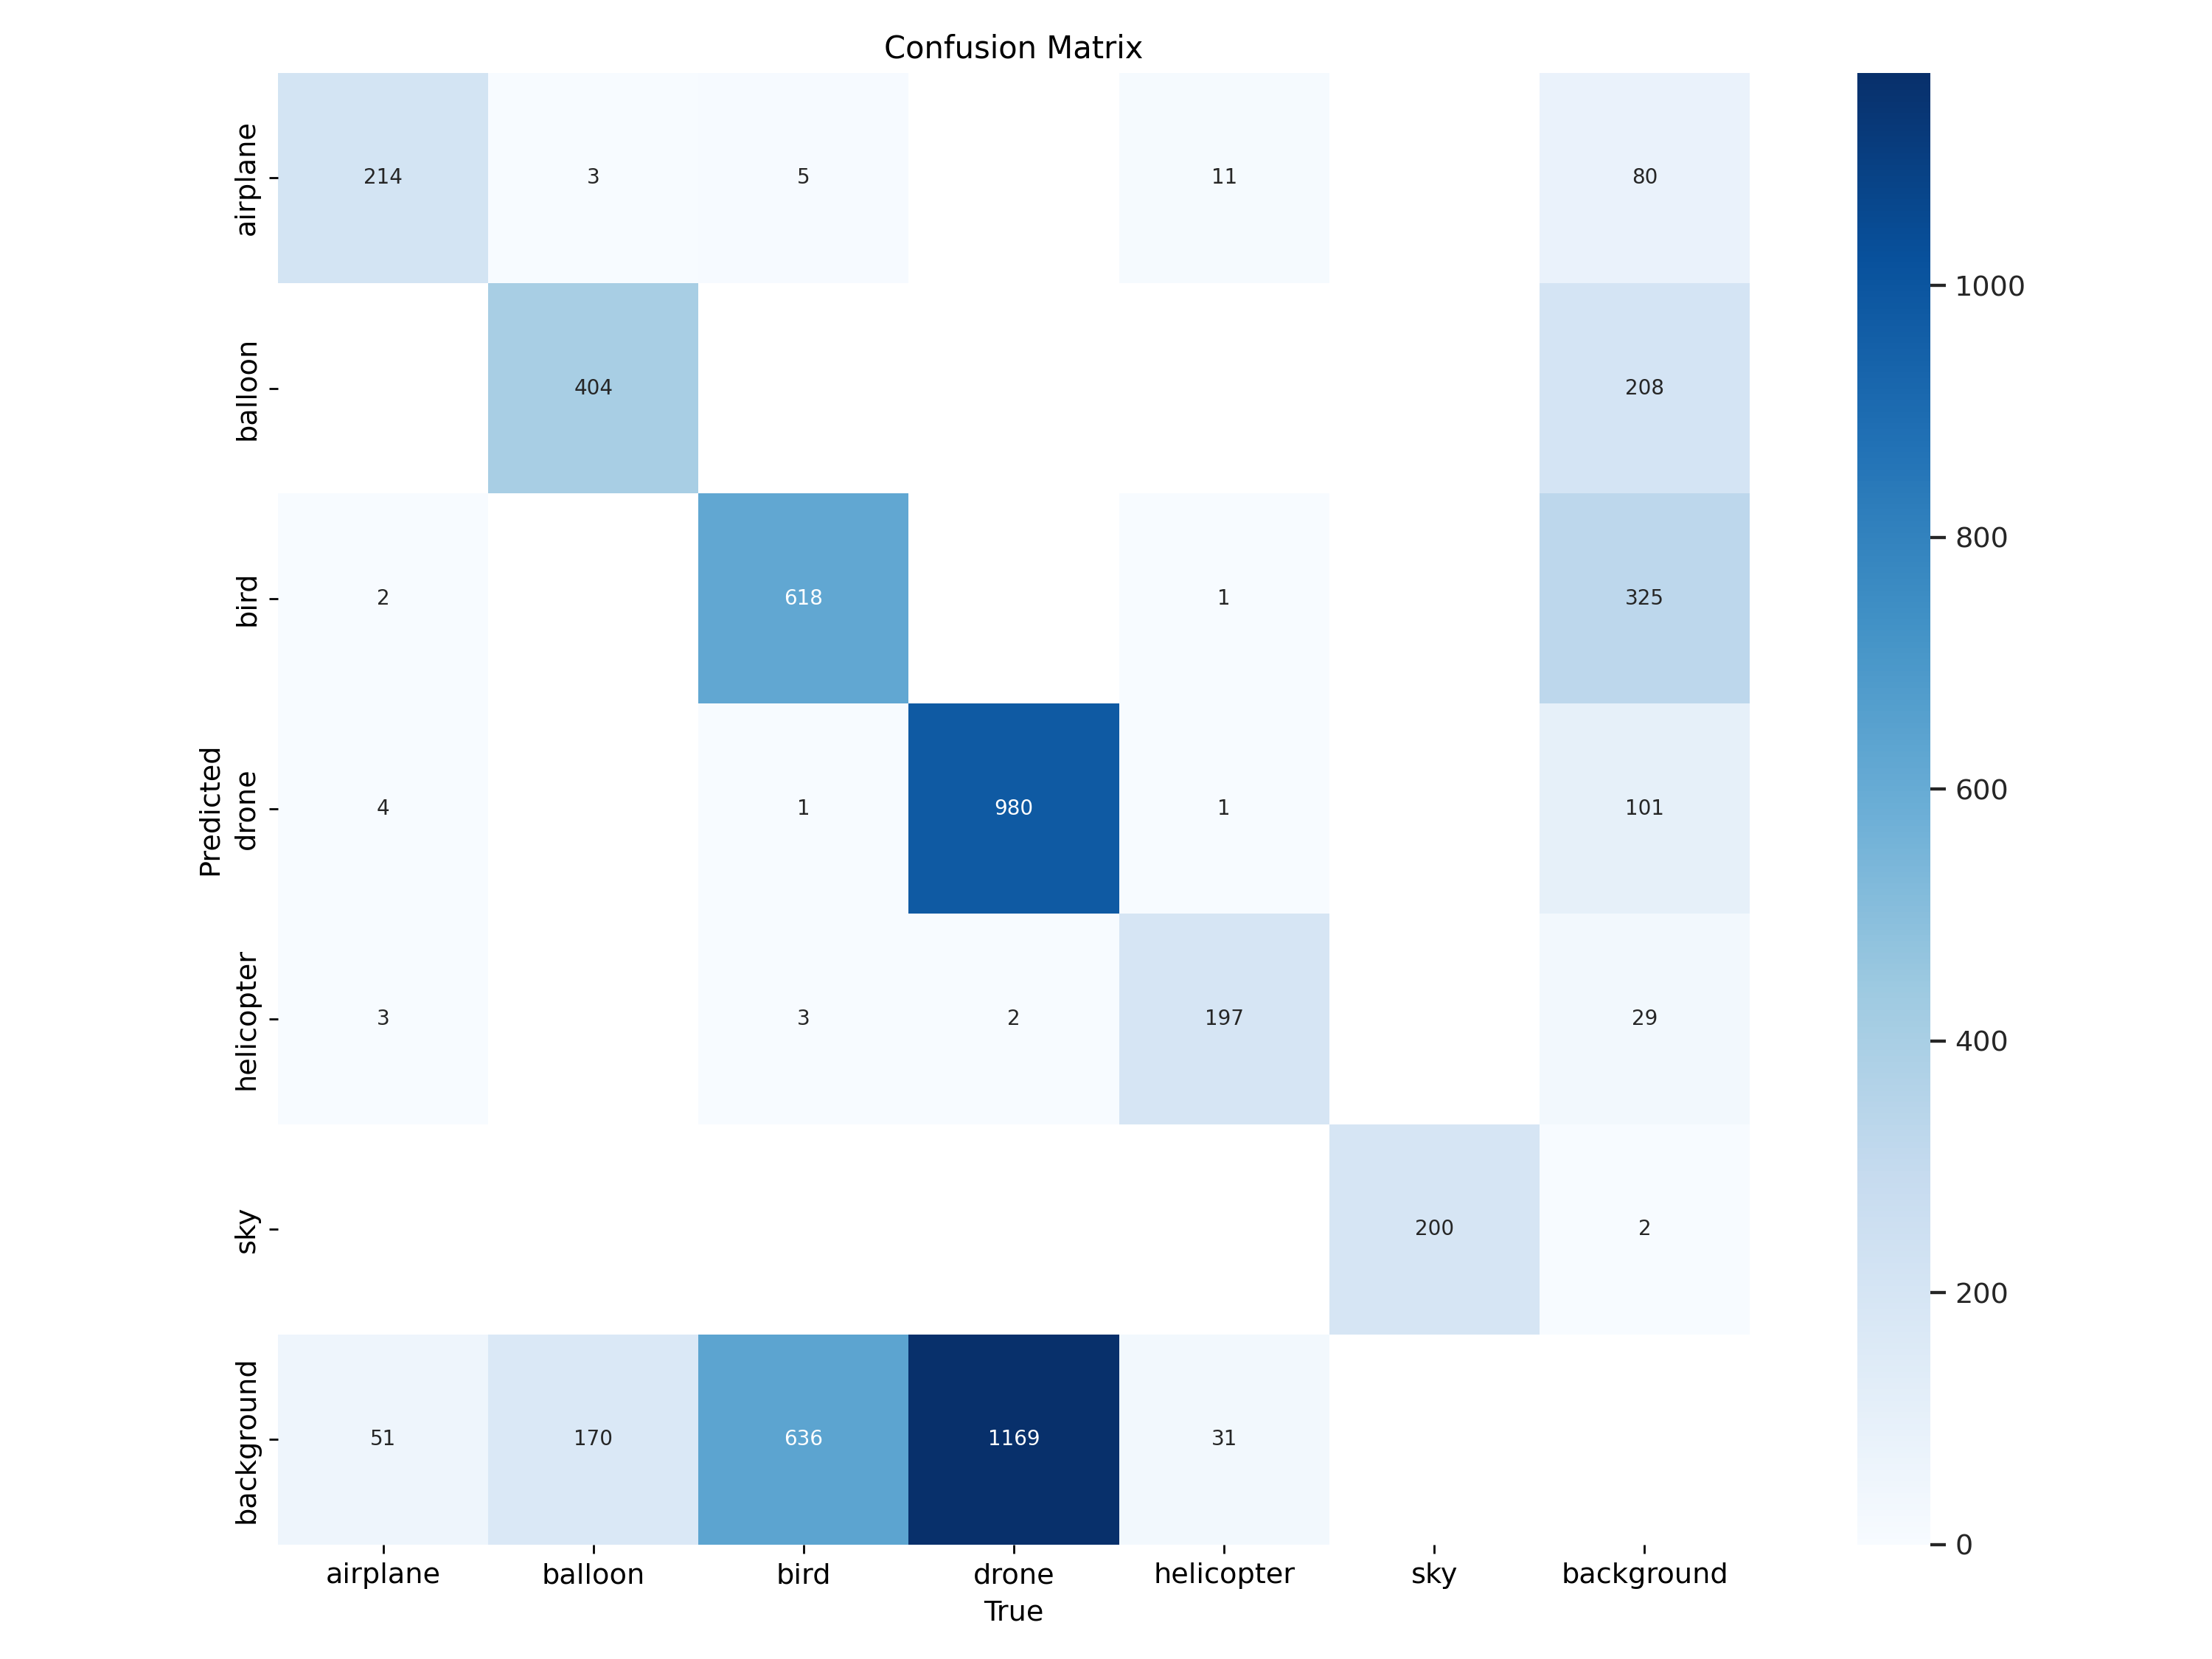 Confusion Matrix
airplane 214 3 5 11 80
balloon 404 208
bird 2 618 1 325
drone 4 1 980 1 101
helicopter 3 3 2 197 29
sky 200 2
background 51 170 636 1169 31
airplane balloon bird drone helicopter sky background
True
Predicted
1000
800
600
400
200
0